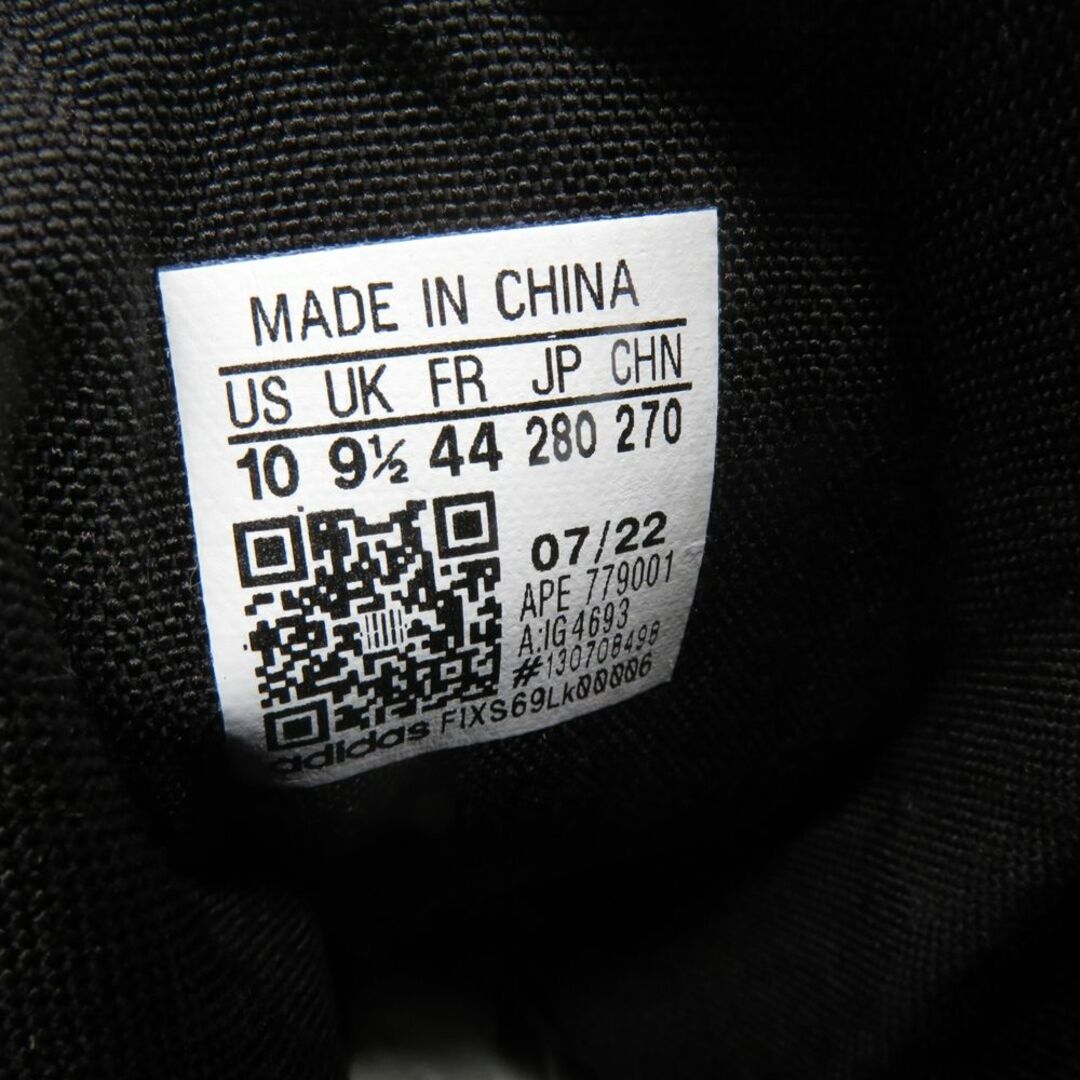 MADE IN CHINA
US UK FR JP CHN
10 9½ 44 280 270
07/22
APE 779001
A:IG4693
#130708498
adidas F1XS69Lk00006